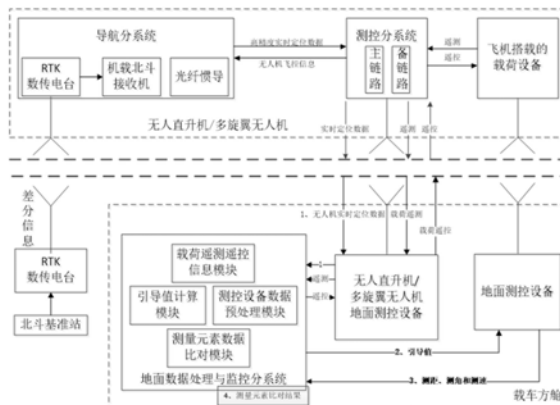 导航分系统
RTK
数传电台
机载北斗
接收机
光纤惯导
高精度实时定位数据
无人机飞控信息
测控分系统
主链路
备链路
遥测
遥控
飞机搭载的
载荷设备
无人直升机/多旋翼无人机
实时定位数据
遥测
遥控
差分信息
RTK
数传电台
北斗基准站
1、无人机实时定位数据
载荷遥测
载荷遥控
载荷遥测遥控
信息模块
引导值计算
模块
测控设备数据
预处理模块
测量元素数据
比对模块
地面数据处理与监控分系统
4、测量元素比对结果
1
遥测
遥控
无人直升机/
多旋翼无人机
地面测控设备
地面测控设备
2、引导值
3、测距、测角和测速
载车方舱